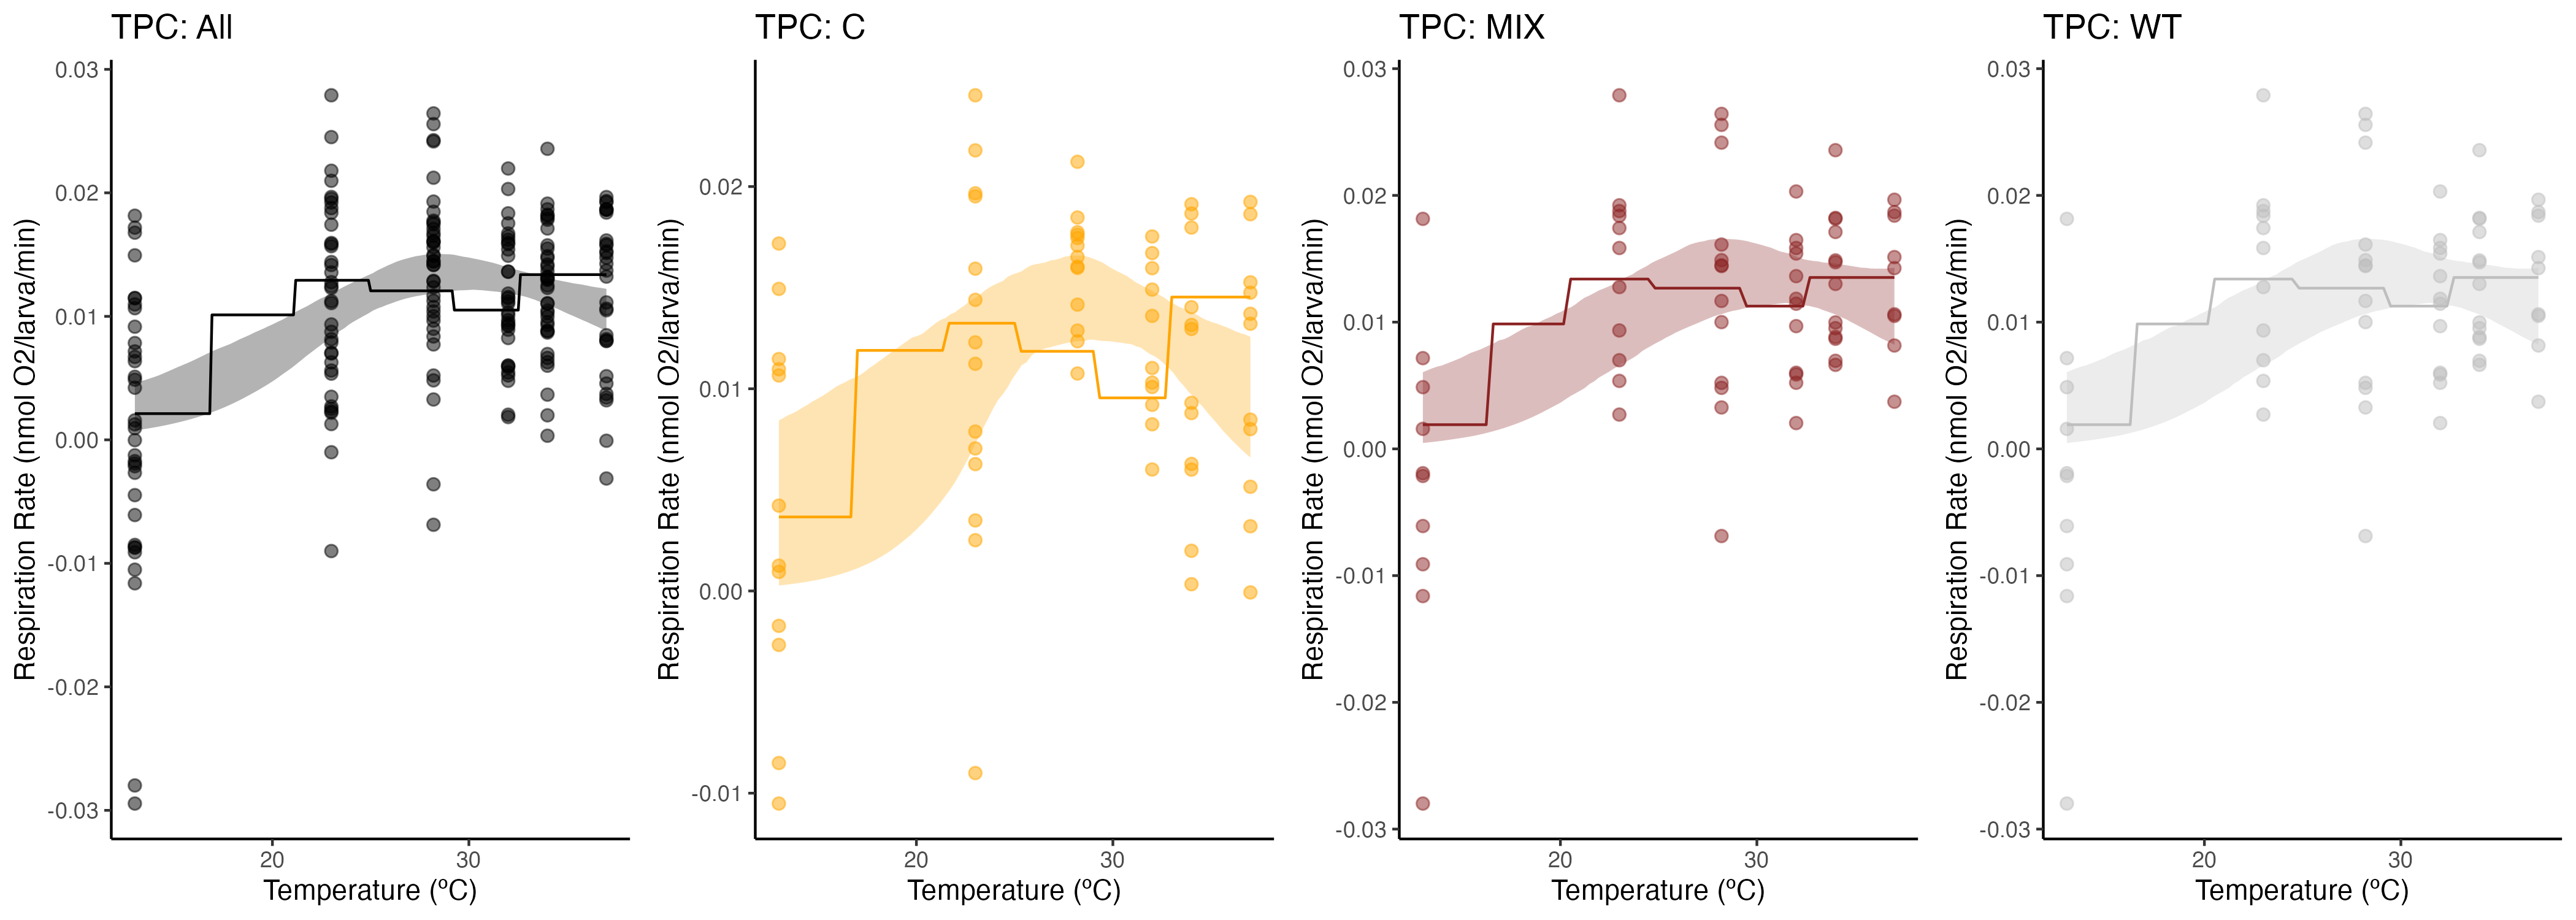 TPC: All
Respiration Rate (nmol O2/larva/min)
0.03
0.02
0.01
0.00
-0.01
-0.02
-0.03
20
30
Temperature (ºC)
TPC: C
Respiration Rate (nmol O2/larva/min)
0.02
0.01
0.00
-0.01
20
30
Temperature (ºC)
TPC: MIX
Respiration Rate (nmol O2/larva/min)
0.03
0.02
0.01
0.00
-0.01
-0.02
-0.03
20
30
Temperature (ºC)
TPC: WT
Respiration Rate (nmol O2/larva/min)
0.03
0.02
0.01
0.00
-0.01
-0.02
-0.03
20
30
Temperature (ºC)